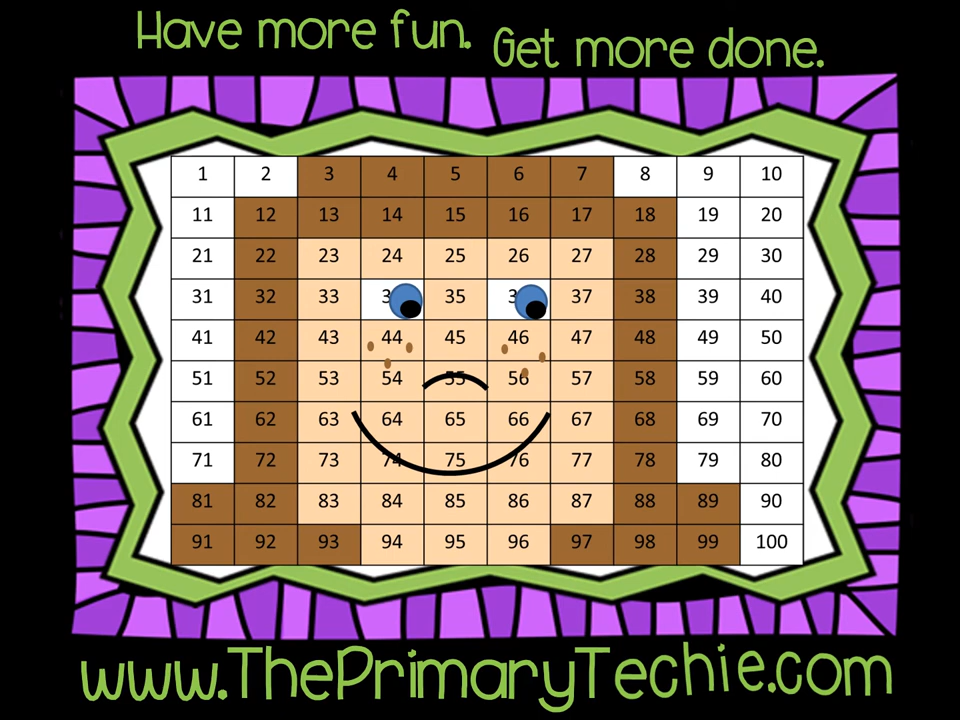 Have more fun. Get more done.
1 2 3 4 5 6 7 8 9 10
11 12 13 14 15 16 17 18 19 20
21 22 23 24 25 26 27 28 29 30
31 32 33 35 37 38 39 40
41 42 43 44 45 46 47 48 49 50
51 52 53 54 55 56 57 58 59 60
61 62 63 64 65 66 67 68 69 70
71 72 73 74 75 76 77 78 79 80
81 82 83 84 85 86 87 88 89 90
91 92 93 94 95 96 97 98 99 100
www.ThePrimaryTechie.com